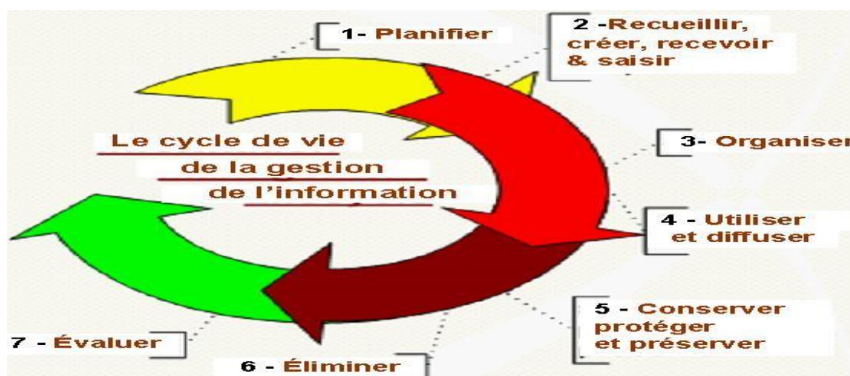 1- Planifier
2 -Recueillir,
créer, recevoir
& saisir
Le cycle de vie
de la gestion
de l'information
3- Organiser
4 - Utiliser
et diffuser
5 - Conserver
protéger
et préserver
6 - Éliminer
7 - Évaluer